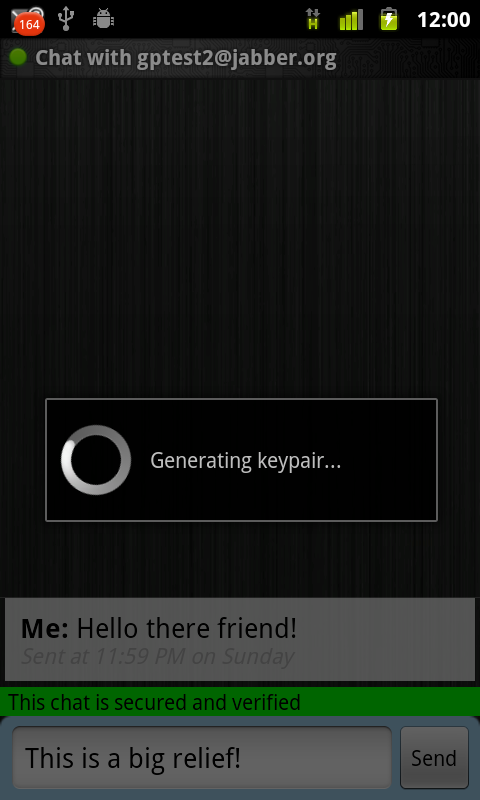 164
H
12:00
Chat with gptest2@jabber.org
Generating keypair...
Me: Hello there friend!
Sent at 11:59 PM on Sunday
This chat is secured and verified
This is a big relief!
Send